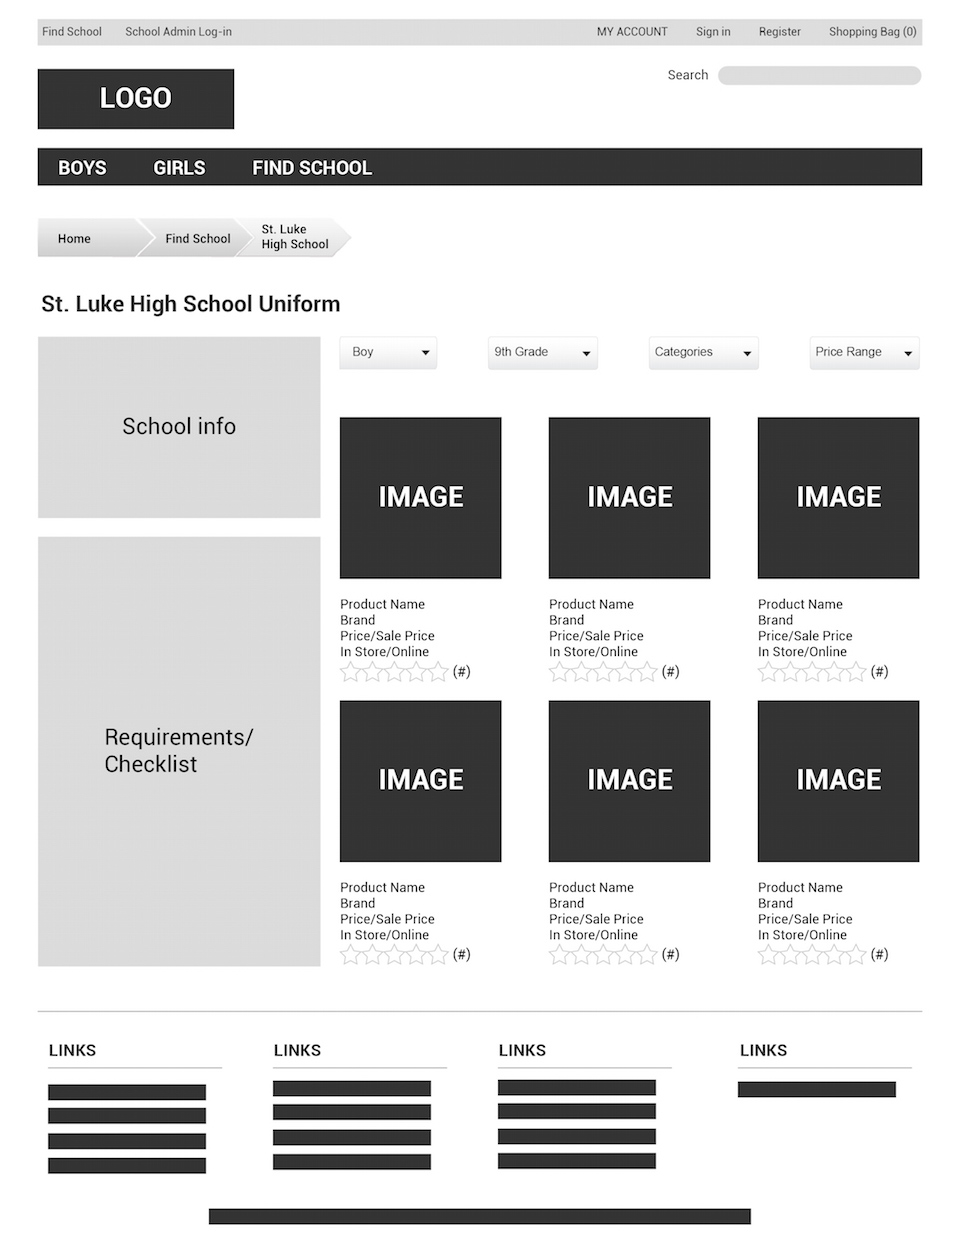 Find School School Admin Log-in MY ACCOUNT Sign in Register Shopping Bag (0)
Search
LOGO
BOYS GIRLS FIND SCHOOL
Home Find School St. Luke
High School
St. Luke High School Uniform
Boy 9th Grade Categories Price Range
School info
Requirements/
Checklist
IMAGE IMAGE IMAGE
Product Name Product Name Product Name
Brand Brand Brand
Price/Sale Price Price/Sale Price Price/Sale Price
In Store/Online In Store/Online In Store/Online
(#) (#) (#)
IMAGE IMAGE IMAGE
Product Name Product Name Product Name
Brand Brand Brand
Price/Sale Price Price/Sale Price Price/Sale Price
In Store/Online In Store/Online In Store/Online
(#) (#) (#)
LINKS LINKS LINKS LINKS